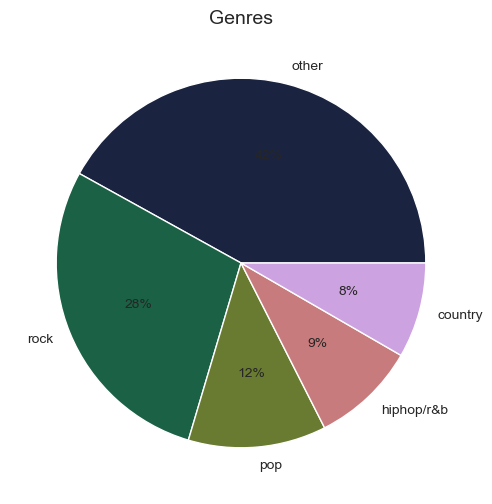 Genres
other
28%
8%
country
9%
rock
12%
hiphop/r&b
pop